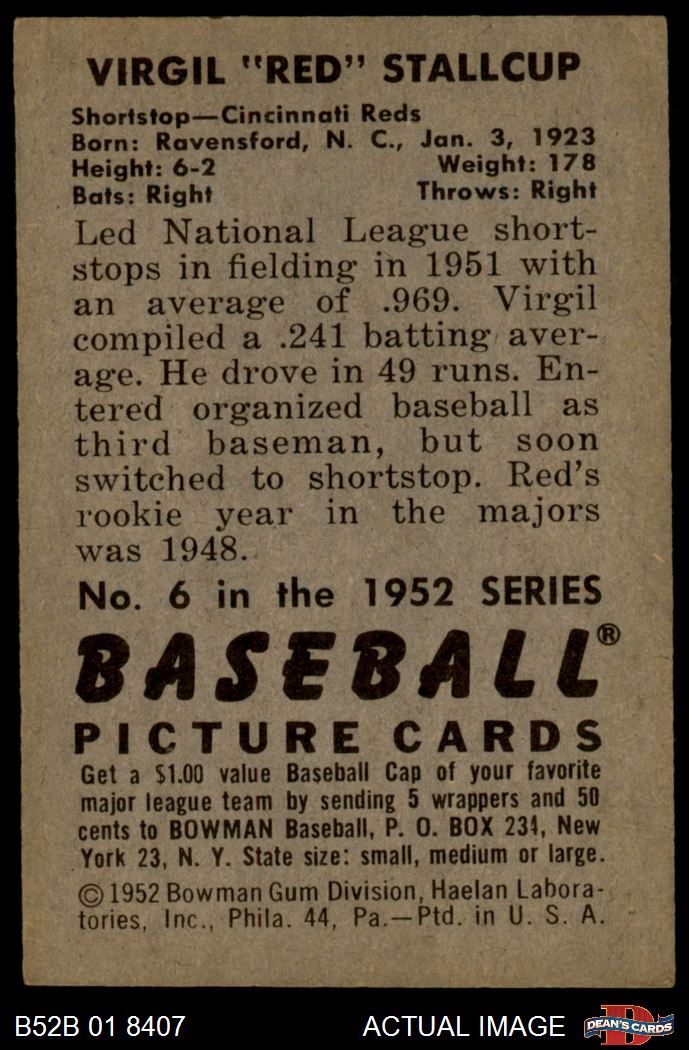 VIRGIL "RED" STALLCUP
Shortstop—Cincinnati Reds
Born: Ravensford, N. C., Jan. 3, 1923
Height: 6-2 Weight: 178
Bats: Right Throws: Right
Led National League short-
stops in fielding in 1951 with
an average of .969. Virgil
compiled a .241 batting aver-
age. He drove in 49 runs. En-
tered organized baseball as
third baseman, but soon
switched to shortstop. Red's
rookie year in the majors
was 1948.
No. 6 in the 1952 SERIES
BASEBALL®
PICTURE CARDS
Get a $1.00 value Baseball Cap of your favorite
major league team by sending 5 wrappers and 50
cents to BOWMAN Baseball, P. O. BOX 231, New
York 23, N. Y. State size: small, medium or large.
© 1952 Bowman Gum Division, Haelan Labora-
tories, Inc., Phila. 44, Pa.—Ptd. in U. S. A.
B52B 01 8407 ACTUAL IMAGE D DEAN'S CARDS